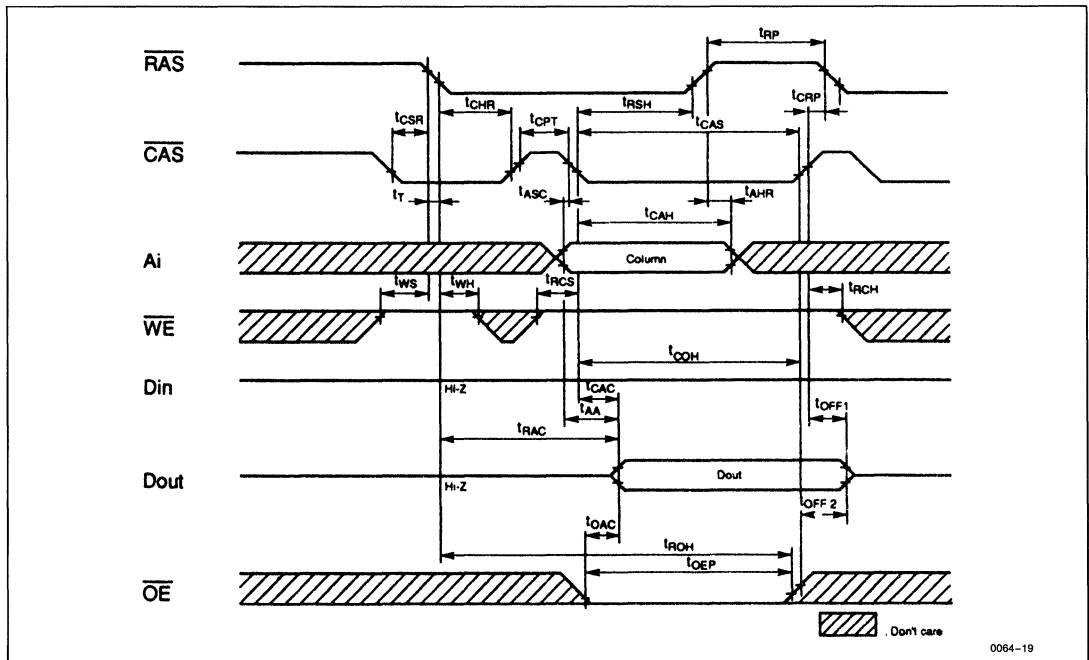 tRP
RAS
tCRP
tCHR
tRSH
tCSR
tCPT
tCAS
CAS
tT
tASC
tAHR
tCAH
Ai
Column
tWS
tWH
tRCS
tRCH
WE
tCOH
Din
Hi-Z
tCAC
tAA
tOFF1
tRAC
Dout
Dout
Hi-Z
tOFF 2
tOAC
tROH
tOEP
OE
. Don't care
0064–19